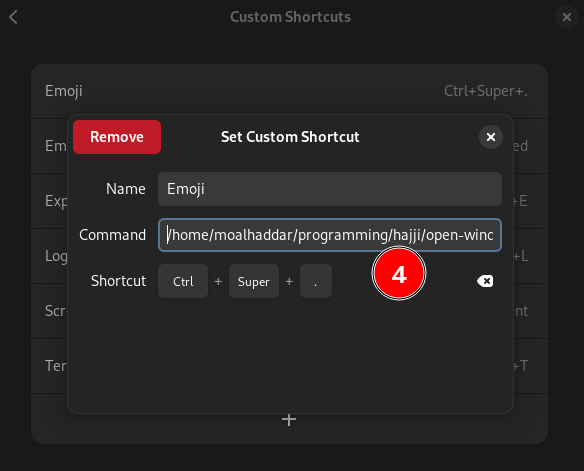 Custom Shortcuts
Emoji
Ctrl+Super+.
Remove
Set Custom Shortcut
Name
Emoji
Command
/home/moalhaddar/programming/hajji/open-winc
Shortcut
Ctrl + Super + .
4
Em
ed
Exp
+E
Log
+L
Scr
nt
Ter
+T
+